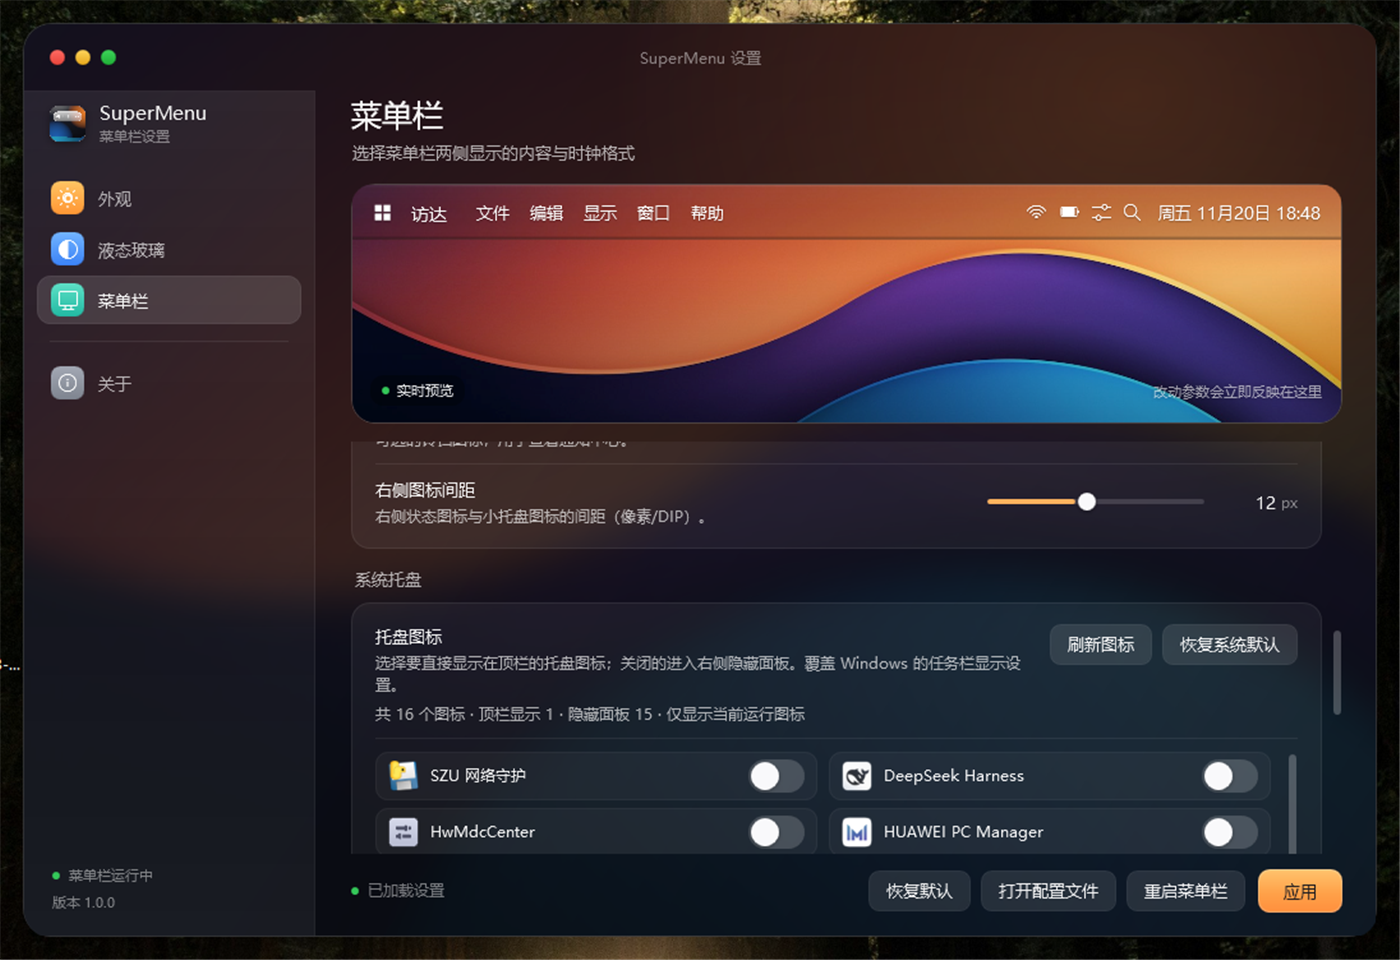 SuperMenu 设置
SuperMenu
菜单栏设置
外观
液态玻璃
菜单栏
关于
菜单栏运行中
版本 1.0.0
菜单栏
选择菜单栏两侧显示的内容与时钟格式
访达 文件 编辑 显示 窗口 帮助 周五 11月20日 18:48
实时预览 改动参数会立即反映在这里
右侧图标间距
右侧状态图标与小托盘图标的间距（像素/DIP）。
12 px
系统托盘
托盘图标
选择要直接显示在顶栏的托盘图标；关闭的进入右侧隐藏面板。覆盖 Windows 的任务栏显示设
置。
共 16 个图标 · 顶栏显示 1 · 隐藏面板 15 · 仅显示当前运行图标
刷新图标 恢复系统默认
SZU 网络守护 DeepSeek Harness
HwMdcCenter HUAWEI PC Manager
已加载设置 恢复默认 打开配置文件 重启菜单栏 应用